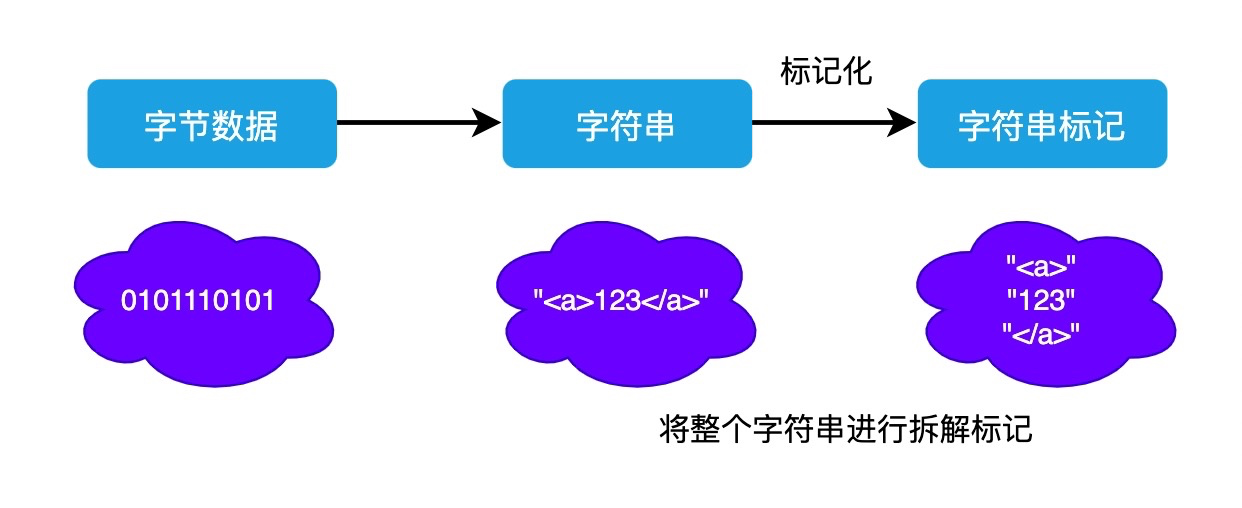 标记化
字节数据
字符串
字符串标记
0101110101
"<a>123</a>"
"<a>"
"123"
"</a>"
将整个字符串进行拆解标记